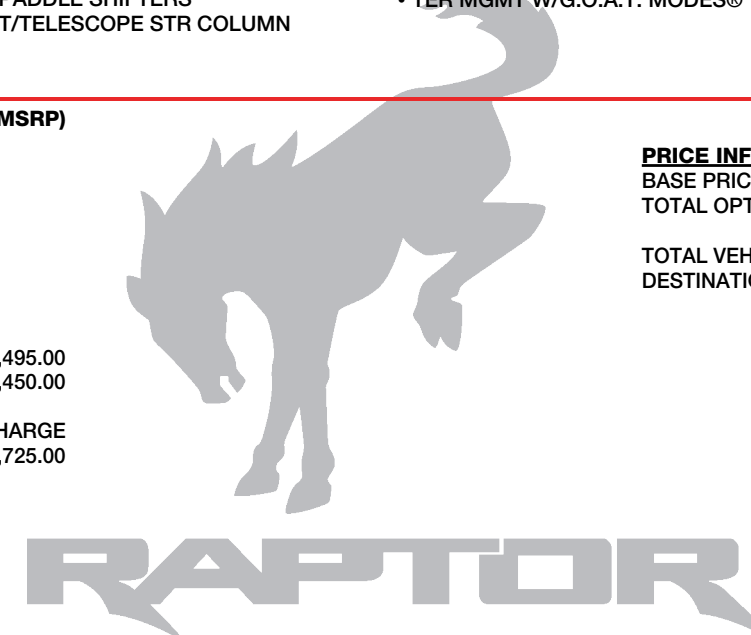 PADDLE SHIFTERS
T/TELESCOPE STR COLUMN
• TER MGMT W/G.O.A.T. MODES®
MSRP)
,495.00
,450.00
HARGE
,725.00
PRICE INF
BASE PRIC
TOTAL OPT
TOTAL VEH
DESTINATIO
RAPTOR